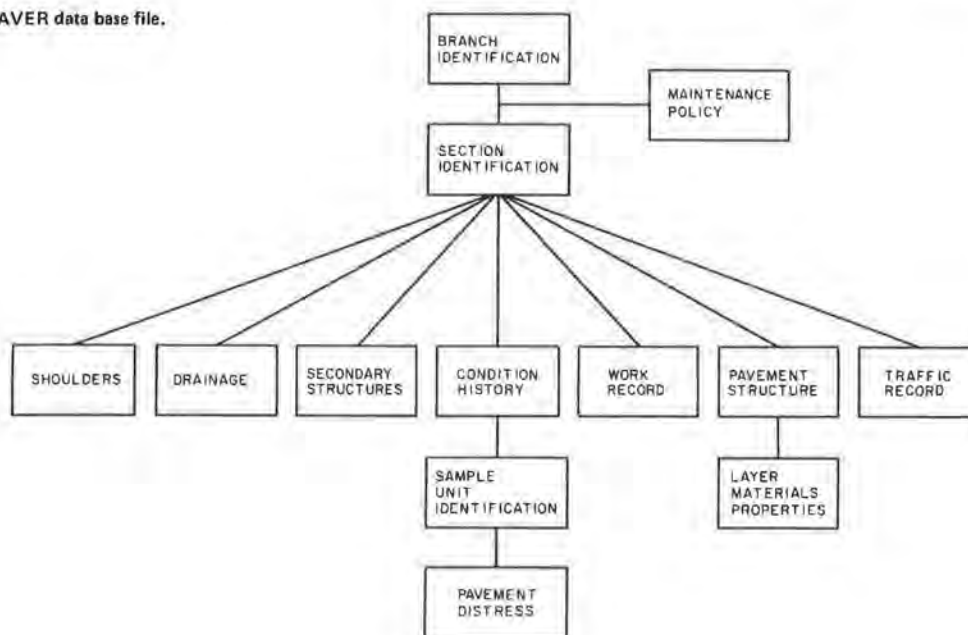 AVER data base file.
BRANCH
IDENTIFICATION
MAINTENANCE
POLICY
SECTION
IDENTIFICATION
SHOULDERS
DRAINAGE
SECONDARY
STRUCTURES
CONDITION
HISTORY
WORK
RECORD
PAVEMENT
STRUCTURE
TRAFFIC
RECORD
SAMPLE
UNIT
IDENTIFICATION
LAYER
MATERIALS
PROPERTIES
PAVEMENT
DISTRESS